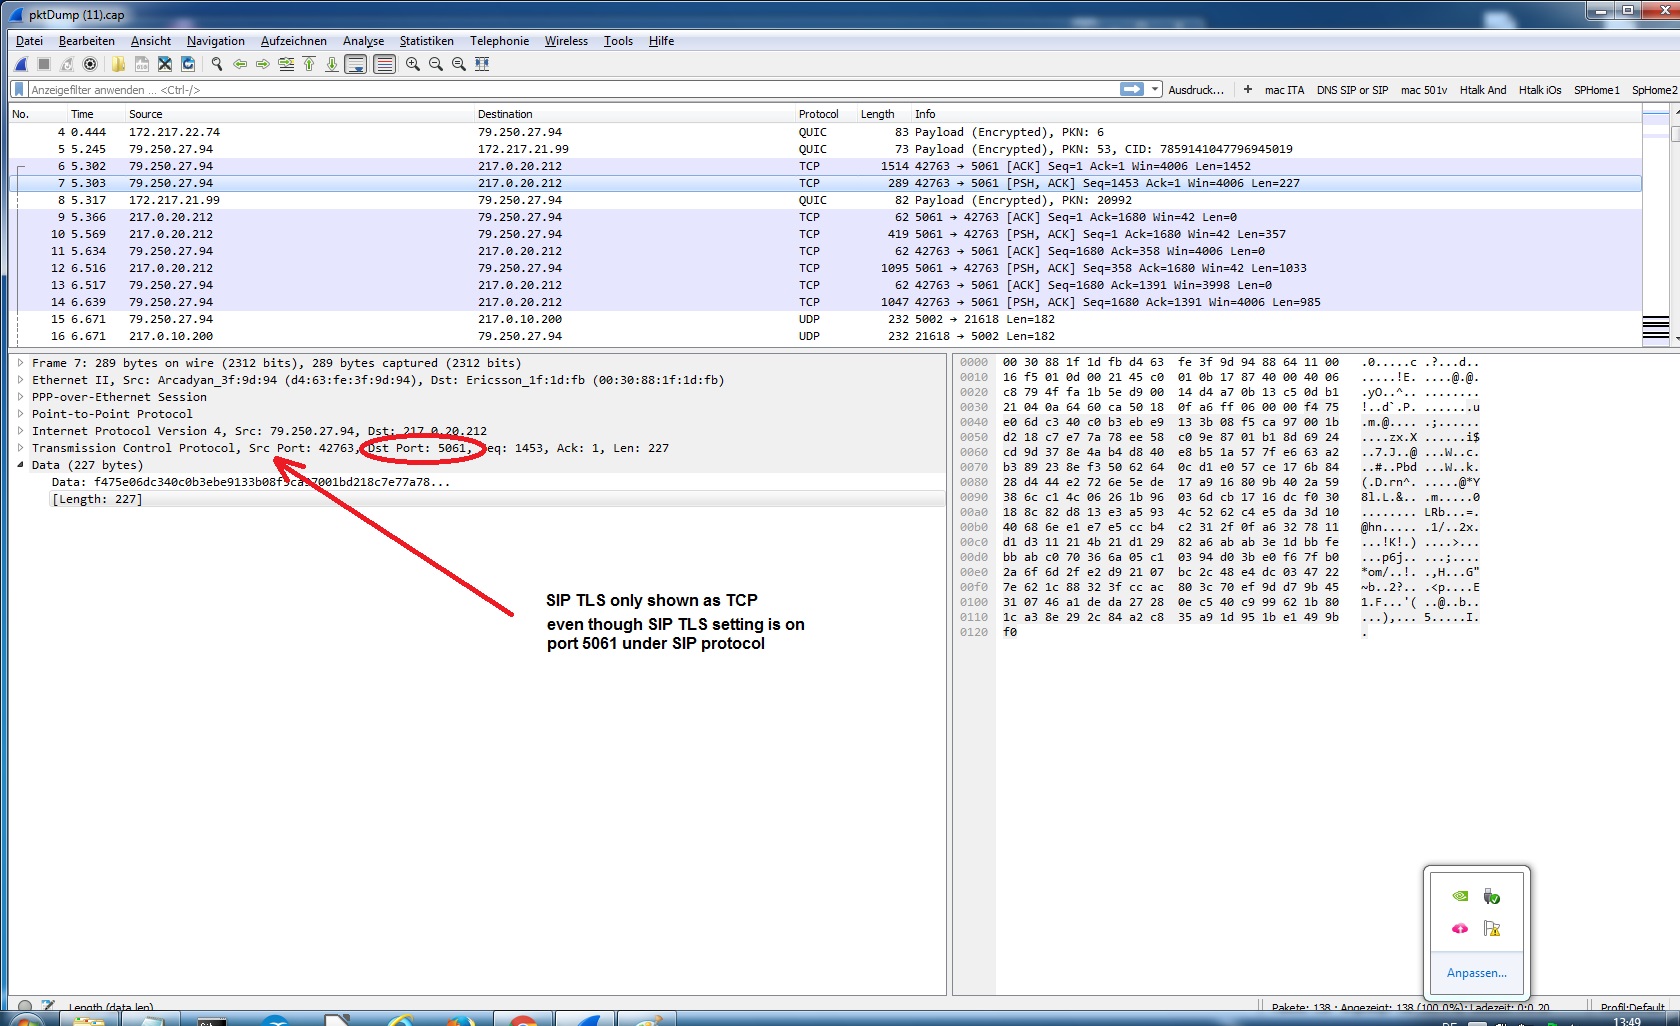 pktDump (11).cap
Datei Bearbeiten Ansicht Navigation Aufzeichnen Analyse Statistiken Telephonie Wireless Tools Hilfe
Anzeigefilter anwenden ... <Ctrl-/> Ausdruck... + mac ITA DNS SIP or SIP mac 501v Htalk And Htalk iOs SPHome1 SpHome2
No. Time Source Destination Protocol Length Info
4 0.444 172.217.22.74 79.250.27.94 QUIC 83 Payload (Encrypted), PKN: 6
5 5.245 79.250.27.94 172.217.21.99 QUIC 73 Payload (Encrypted), PKN: 53, CID: 7859141047796945019
6 5.302 79.250.27.94 217.0.20.212 TCP 1514 42763 → 5061 [ACK] Seq=1 Ack=1 Win=4006 Len=1452
7 5.303 79.250.27.94 217.0.20.212 TCP 289 42763 → 5061 [PSH, ACK] Seq=1453 Ack=1 Win=4006 Len=227
8 5.317 172.217.21.99 79.250.27.94 QUIC 82 Payload (Encrypted), PKN: 20992
9 5.366 217.0.20.212 79.250.27.94 TCP 62 5061 → 42763 [ACK] Seq=1 Ack=1680 Win=42 Len=0
10 5.569 217.0.20.212 79.250.27.94 TCP 419 5061 → 42763 [PSH, ACK] Seq=1 Ack=1680 Win=42 Len=357
11 5.634 79.250.27.94 217.0.20.212 TCP 62 42763 → 5061 [ACK] Seq=1680 Ack=358 Win=4006 Len=0
12 6.516 217.0.20.212 79.250.27.94 TCP 1095 5061 → 42763 [PSH, ACK] Seq=358 Ack=1680 Win=42 Len=1033
13 6.517 79.250.27.94 217.0.20.212 TCP 62 42763 → 5061 [ACK] Seq=1680 Ack=1391 Win=3998 Len=0
14 6.639 79.250.27.94 217.0.20.212 TCP 1047 42763 → 5061 [PSH, ACK] Seq=1680 Ack=1391 Win=4006 Len=985
15 6.671 79.250.27.94 217.0.10.200 UDP 232 5002 → 21618 Len=182
16 6.671 217.0.10.200 79.250.27.94 UDP 232 21618 → 5002 Len=182
Frame 7: 289 bytes on wire (2312 bits), 289 bytes captured (2312 bits)
Ethernet II, Src: Arcadyan_3f:9d:94 (d4:63:fe:3f:9d:94), Dst: Ericsson_1f:1d:fb (00:30:88:1f:1d:fb)
PPP-over-Ethernet Session
Point-to-Point Protocol
Internet Protocol Version 4, Src: 79.250.27.94, Dst: 217.0.20.212
Transmission Control Protocol, Src Port: 42763, Dst Port: 5061, Seq: 1453, Ack: 1, Len: 227
Data (227 bytes)
Data: f475e06dc340c0b3ebe9133b08f5ca97001bd218c7e77a78...
[Length: 227]
SIP TLS only shown as TCP
even though SIP TLS setting is on
port 5061 under SIP protocol
0000 00 30 88 1f 1d fb d4 63 fe 3f 9d 94 88 64 11 00 .0.....c .?...d..
0010 16 f5 01 0d 00 21 45 c0 01 0b 17 87 40 00 40 06 .....!E. ....@.@.
0020 c8 79 4f fa 1b 5e d9 00 14 d4 a7 0b 13 c5 0d b1 .yO..^.. ........
0030 21 04 0a 64 60 ca 50 18 0f a6 ff 06 00 00 f4 75 !..d`.P. .......u
0040 e0 6d c3 40 c0 b3 eb e9 13 3b 08 f5 ca 97 00 1b .m.@.... .;......
0050 d2 18 c7 e7 7a 78 ee 58 c0 9e 87 01 b1 8d 69 24 ....zx.X ......i$
0060 cd 9d 37 8e 4a b4 d8 40 e8 b5 1a 57 7f e6 63 a2 ..7.J..@ ...W..c.
0070 b3 89 23 8e f3 50 62 64 0c d1 e0 57 ce 17 6b 84 ..#..Pbd ...W..k.
0080 28 d4 44 e2 72 6e 5e de 17 a9 16 80 9b 40 2a 59 (.D.rn^. .....@*Y
0090 38 6c c1 4c 06 26 1b 96 03 6d cb 17 16 dc f0 30 8l.L.&.. .m.....0
00a0 18 8c 82 d8 13 e3 a5 93 4c 52 62 c4 e5 da 3d 10 ........ LRb...=.
00b0 40 68 6e e1 e7 e5 cc b4 c2 31 2f 0f a6 32 78 11 @hn..... .1/..2x.
00c0 d1 d3 11 21 4b 21 d1 29 82 a6 ab ab 3e 1d bb fe ...!K!.) ....>...
00d0 bb ab c0 70 36 6a 05 c1 03 94 d0 3b e0 f6 7f b0 ...p6j.. ...;....
00e0 2a 6f 6d 2f e2 d9 21 07 bc 2c 48 e4 dc 03 47 22 *om/..!. .,H...G"
00f0 7e 62 1c 88 32 3f cc ac 80 3c 70 ef 9d d7 9b 45 ~b..2?.. .<p....E
0100 31 07 46 a1 de da 27 28 0e c5 40 c9 99 62 1b 80 1.F...'( ..@..b..
0110 1c a3 8e 29 2c 84 a2 c8 35 a9 1d 95 1b e1 49 9b ...),... 5.....I.
0120 f0 .
Anpassen...
Length (data.len) Pakete: 138 · Angezeigt: 138 (100.0%) · Ladezeit: 0:0.20 Profil: Default
DE 13:49